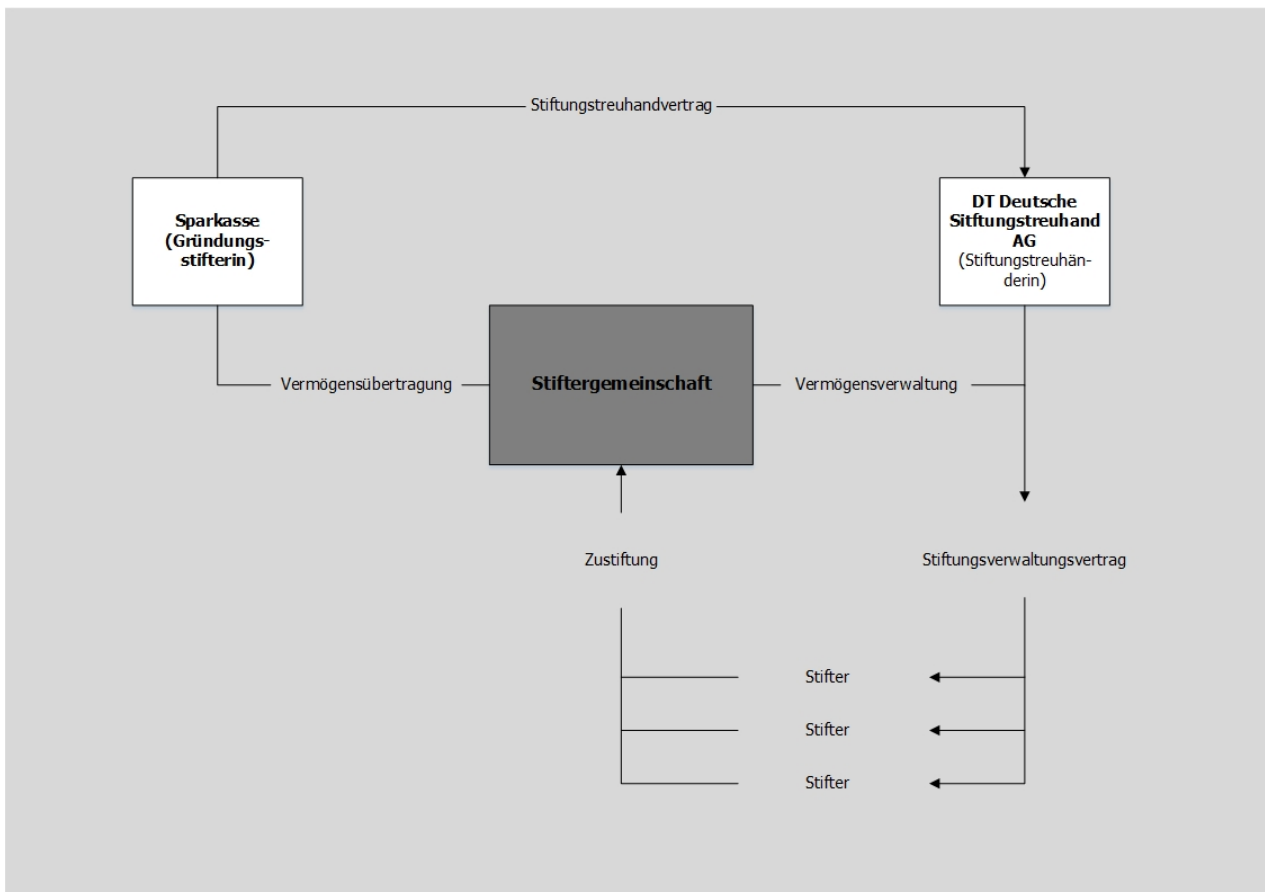 Stiftungstreuhandvertrag
Sparkasse
(Gründungs-
stifterin)
DT Deutsche
Sitftungstreuhand
AG
(Stiftungstreuhän-
derin)
Vermögensübertragung
Stiftergemeinschaft
Vermögensverwaltung
Zustiftung
Stiftungsverwaltungsvertrag
Stifter
Stifter
Stifter